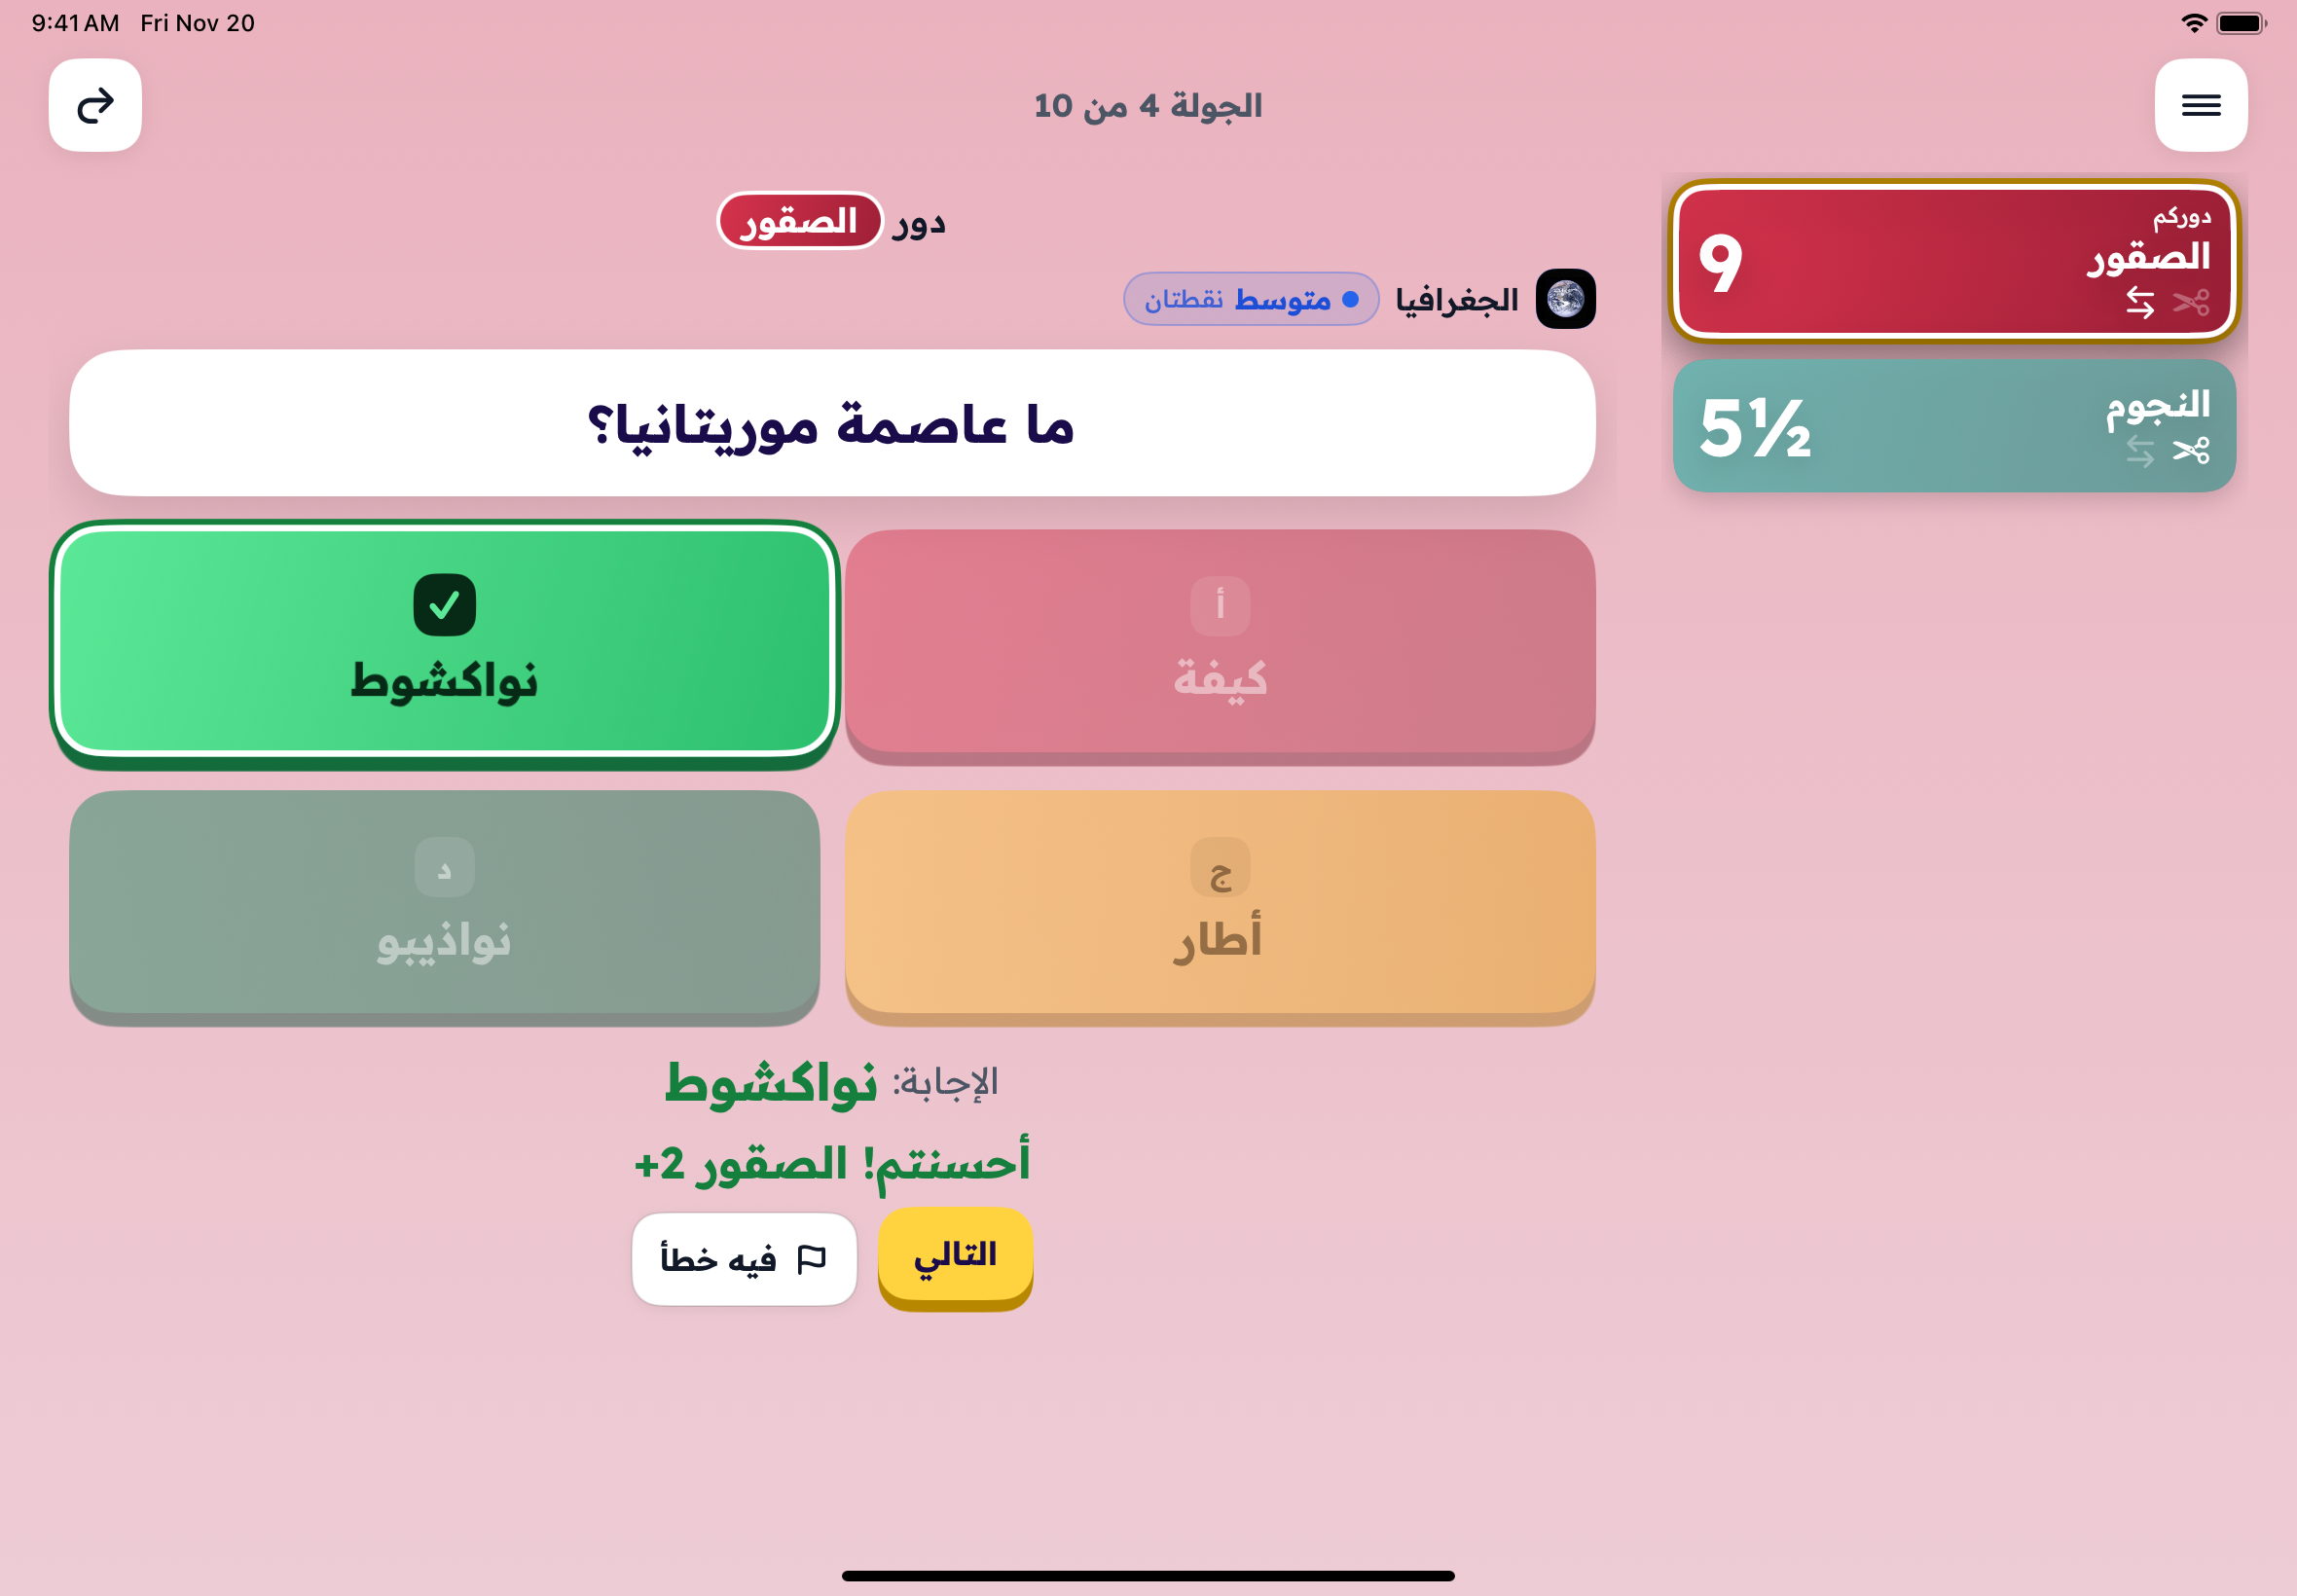 9:41 AM Fri Nov 20
الجولة 4 من 10
دوركم
الصقور
9
النجوم
5½
دور الصقور
الجغرافيا
متوسط نقطتان
ما عاصمة موريتانيا؟
أ
كيفة
نواكشوط
ج
أطار
د
نواذيبو
الإجابة: نواكشوط
أحسنتم! الصقور 2+
التالي
فيه خطأ